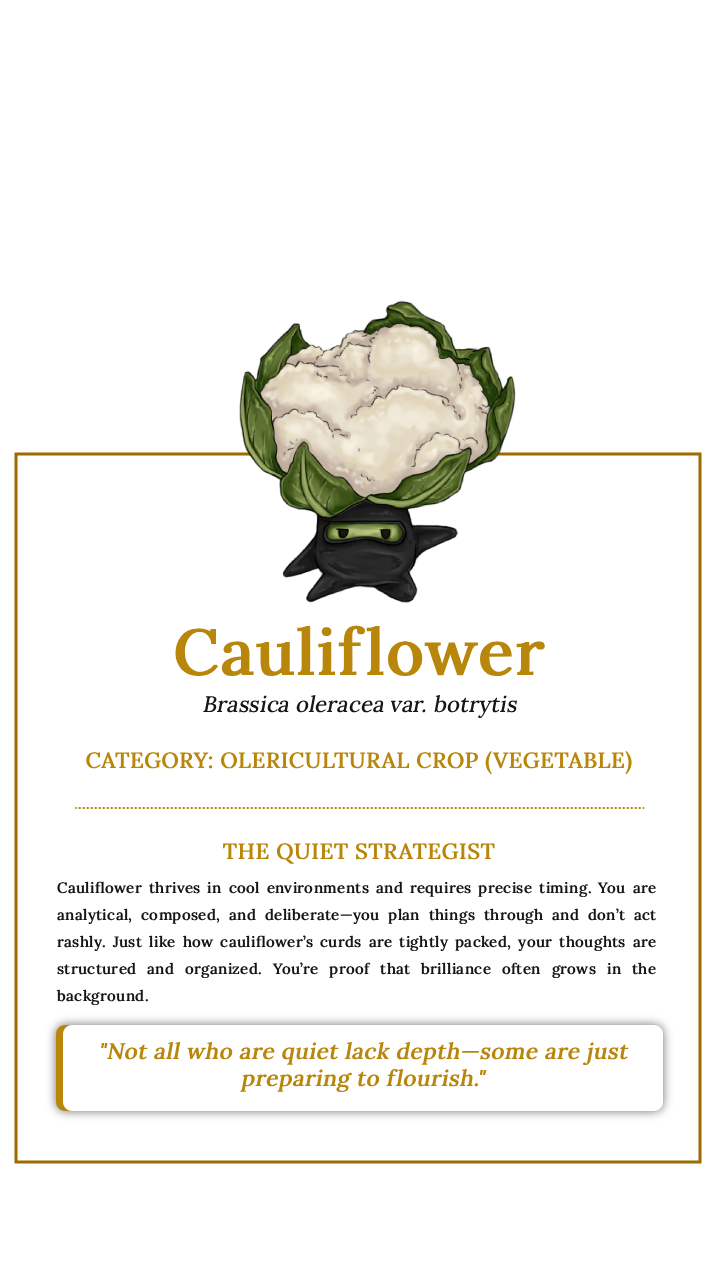 Cauliflower
Brassica oleracea var. botrytis
CATEGORY: OLERICULTURAL CROP (VEGETABLE)
THE QUIET STRATEGIST
Cauliflower thrives in cool environments and requires precise timing. You are
analytical, composed, and deliberate—you plan things through and don’t act
rashly. Just like how cauliflower’s curds are tightly packed, your thoughts are
structured and organized. You’re proof that brilliance often grows in the
background.
"Not all who are quiet lack depth—some are just
preparing to flourish."